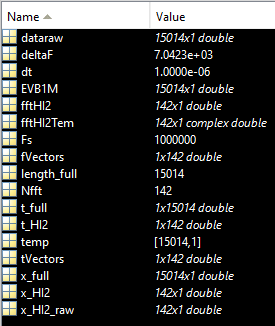 Name Value
dataraw 15014x1 double
deltaF 7.0423e+03
dt 1.0000e-06
EVB1M 15014x1 double
fftHI2 142x1 double
fftHI2Tem 142x1 complex double
Fs 1000000
fVectors 1x142 double
length_full 15014
Nfft 142
t_full 1x15014 double
t_HI2 1x142 double
temp [15014,1]
tVectors 1x142 double
x_full 15014x1 double
x_HI2 142x1 double
x_HI2_raw 142x1 double